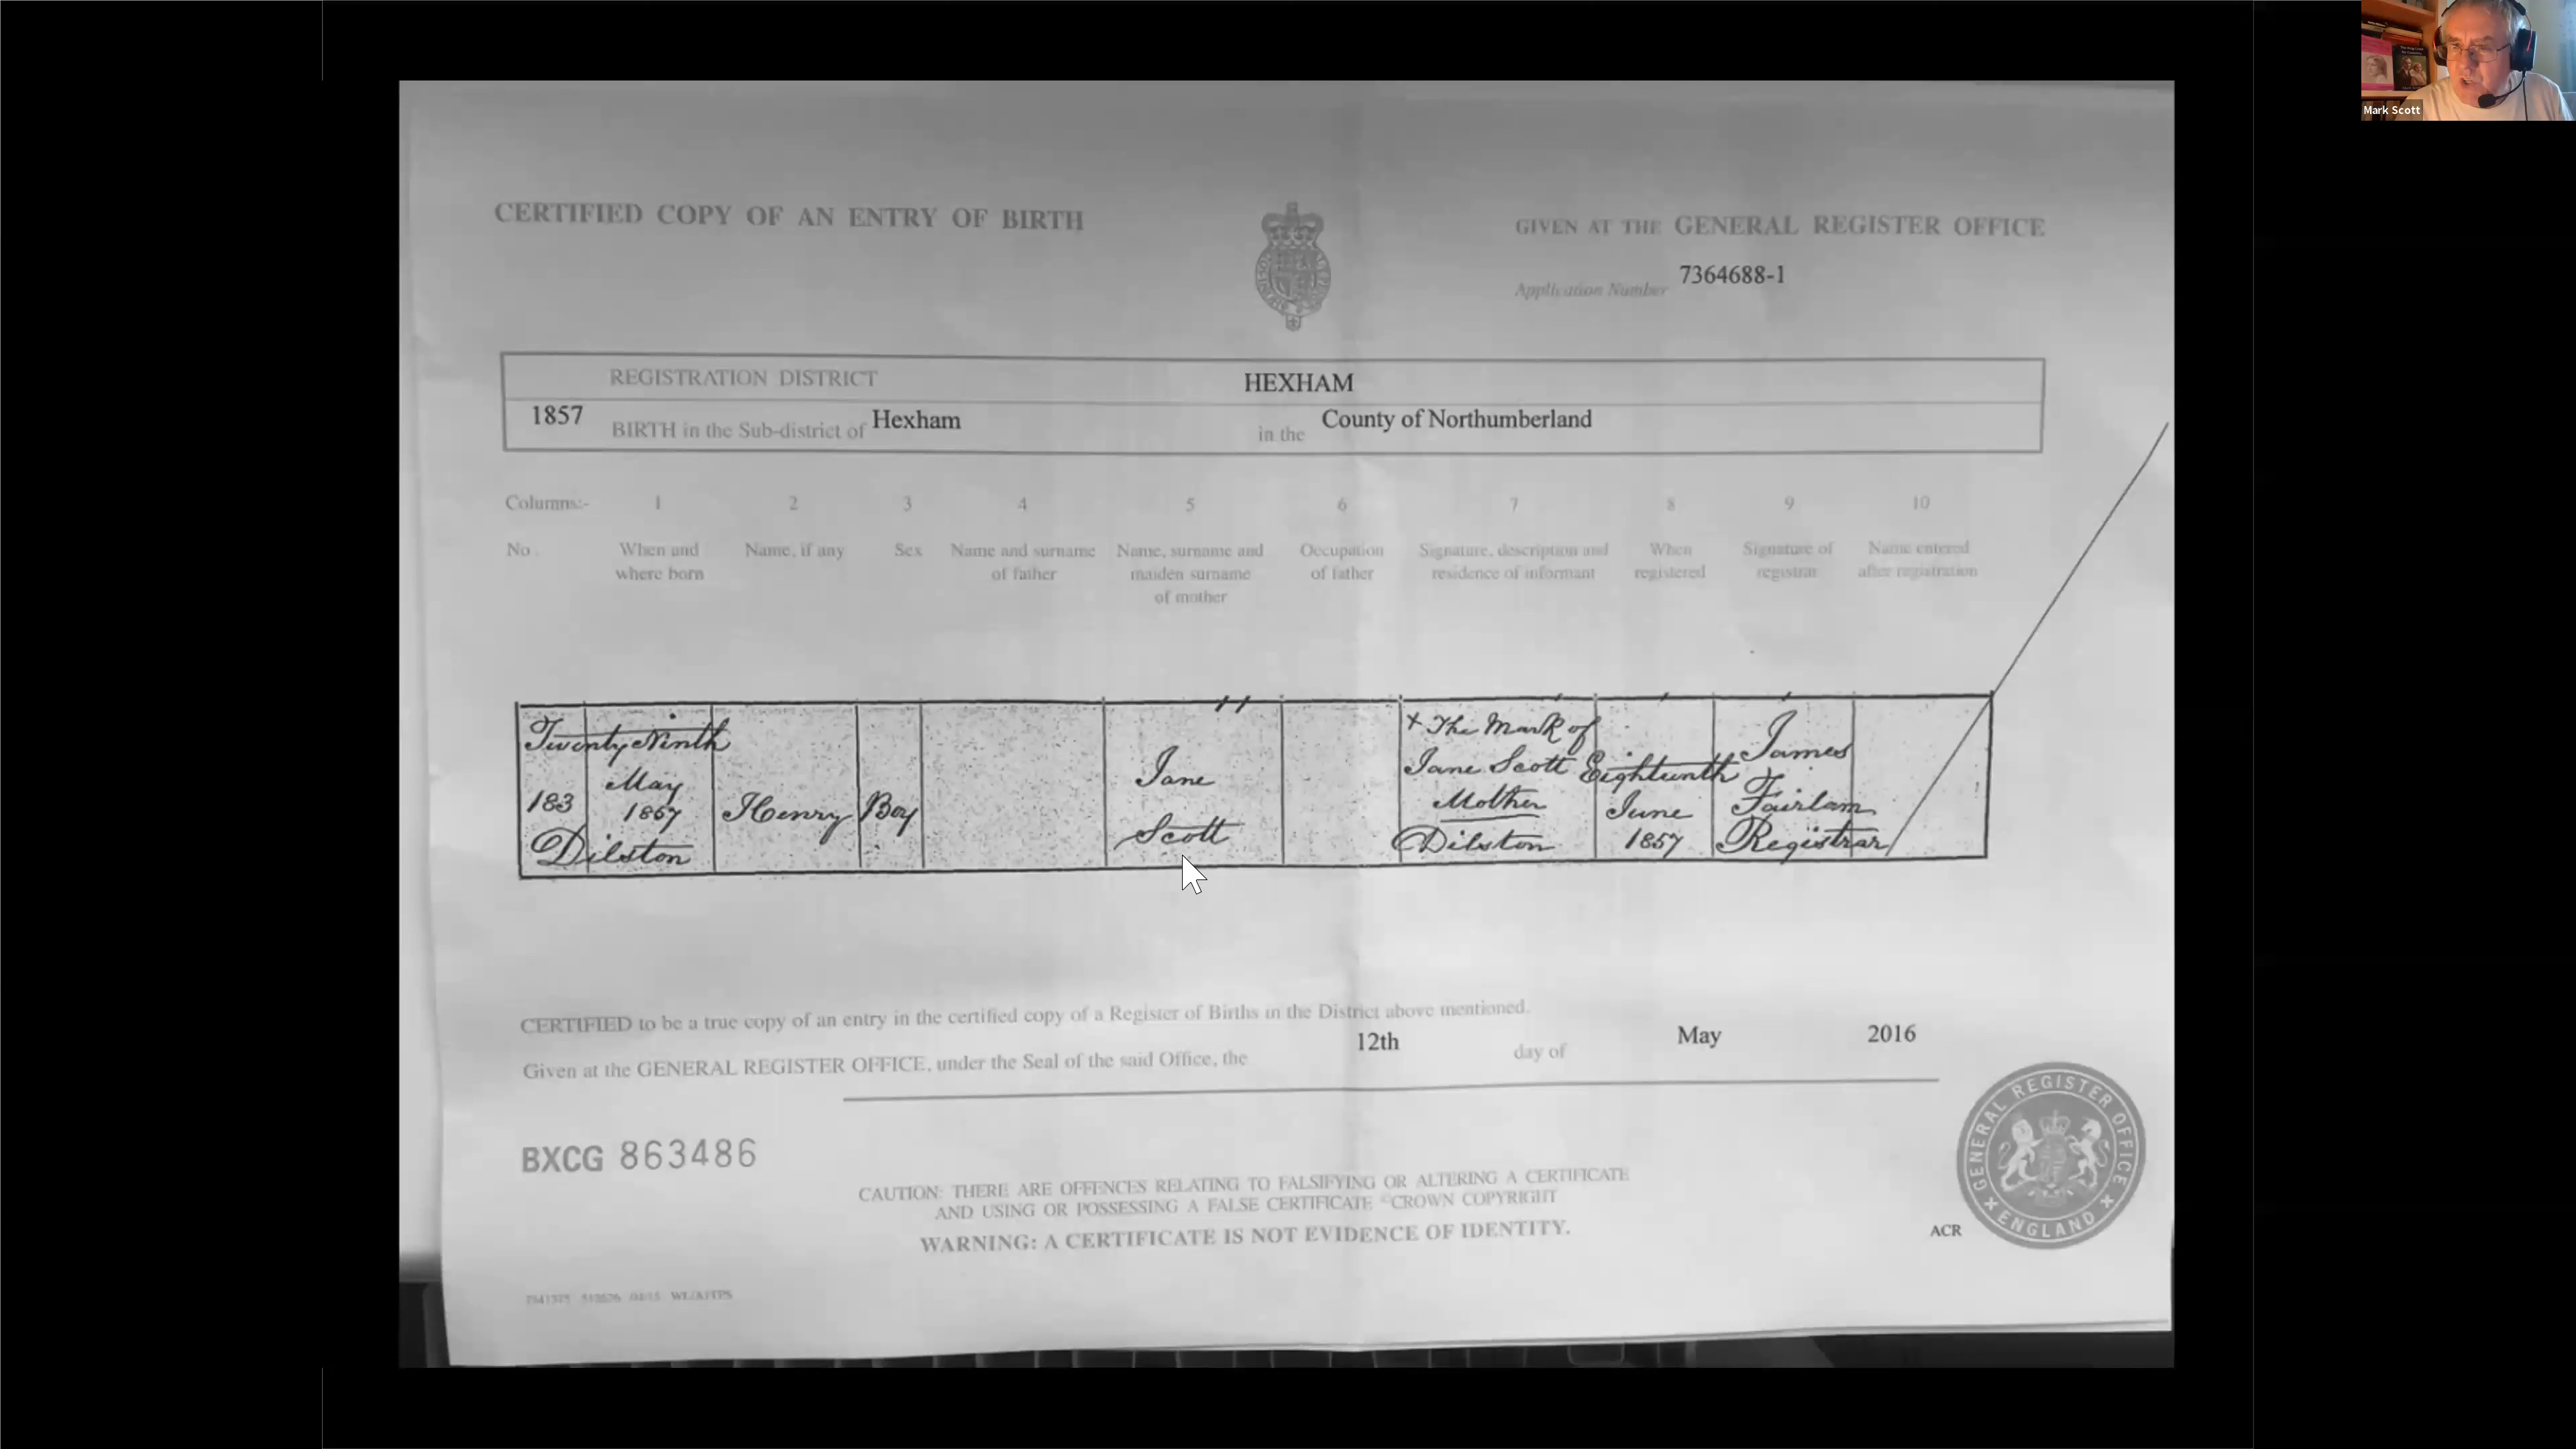 Mark Scott
CERTIFIED COPY OF AN ENTRY OF BIRTH
GIVEN AT THE GENERAL REGISTER OFFICE
Application Number 7364688-1
REGISTRATION DISTRICT HEXHAM
1857 BIRTH in the Sub-district of Hexham in the County of Northumberland
Columns:- 1 2 3 4 5 6 7 8 9 10
No. When and Name, if any Sex Name and surname Name, surname and Occupation Signature, description and When Signature of Name entered
where born of father maiden surname of father residence of informant registered registrar after registration
of mother
Twenty Ninth + The Mark of James
May Jane Jane Scott Eighteenth
183 1857 Henry Boy Mother June Fairlam
Dilston Scott Dilston 1857 Registrar
CERTIFIED to be a true copy of an entry in the certified copy of a Register of Births in the District above mentioned.
Given at the GENERAL REGISTER OFFICE, under the Seal of the said Office, the 12th day of May 2016
BXCG 863486
CAUTION: THERE ARE OFFENCES RELATING TO FALSIFYING OR ALTERING A CERTIFICATE
AND USING OR POSSESSING A FALSE CERTIFICATE ©CROWN COPYRIGHT
WARNING: A CERTIFICATE IS NOT EVIDENCE OF IDENTITY.
GENERAL REGISTER OFFICE
ENGLAND
ACR